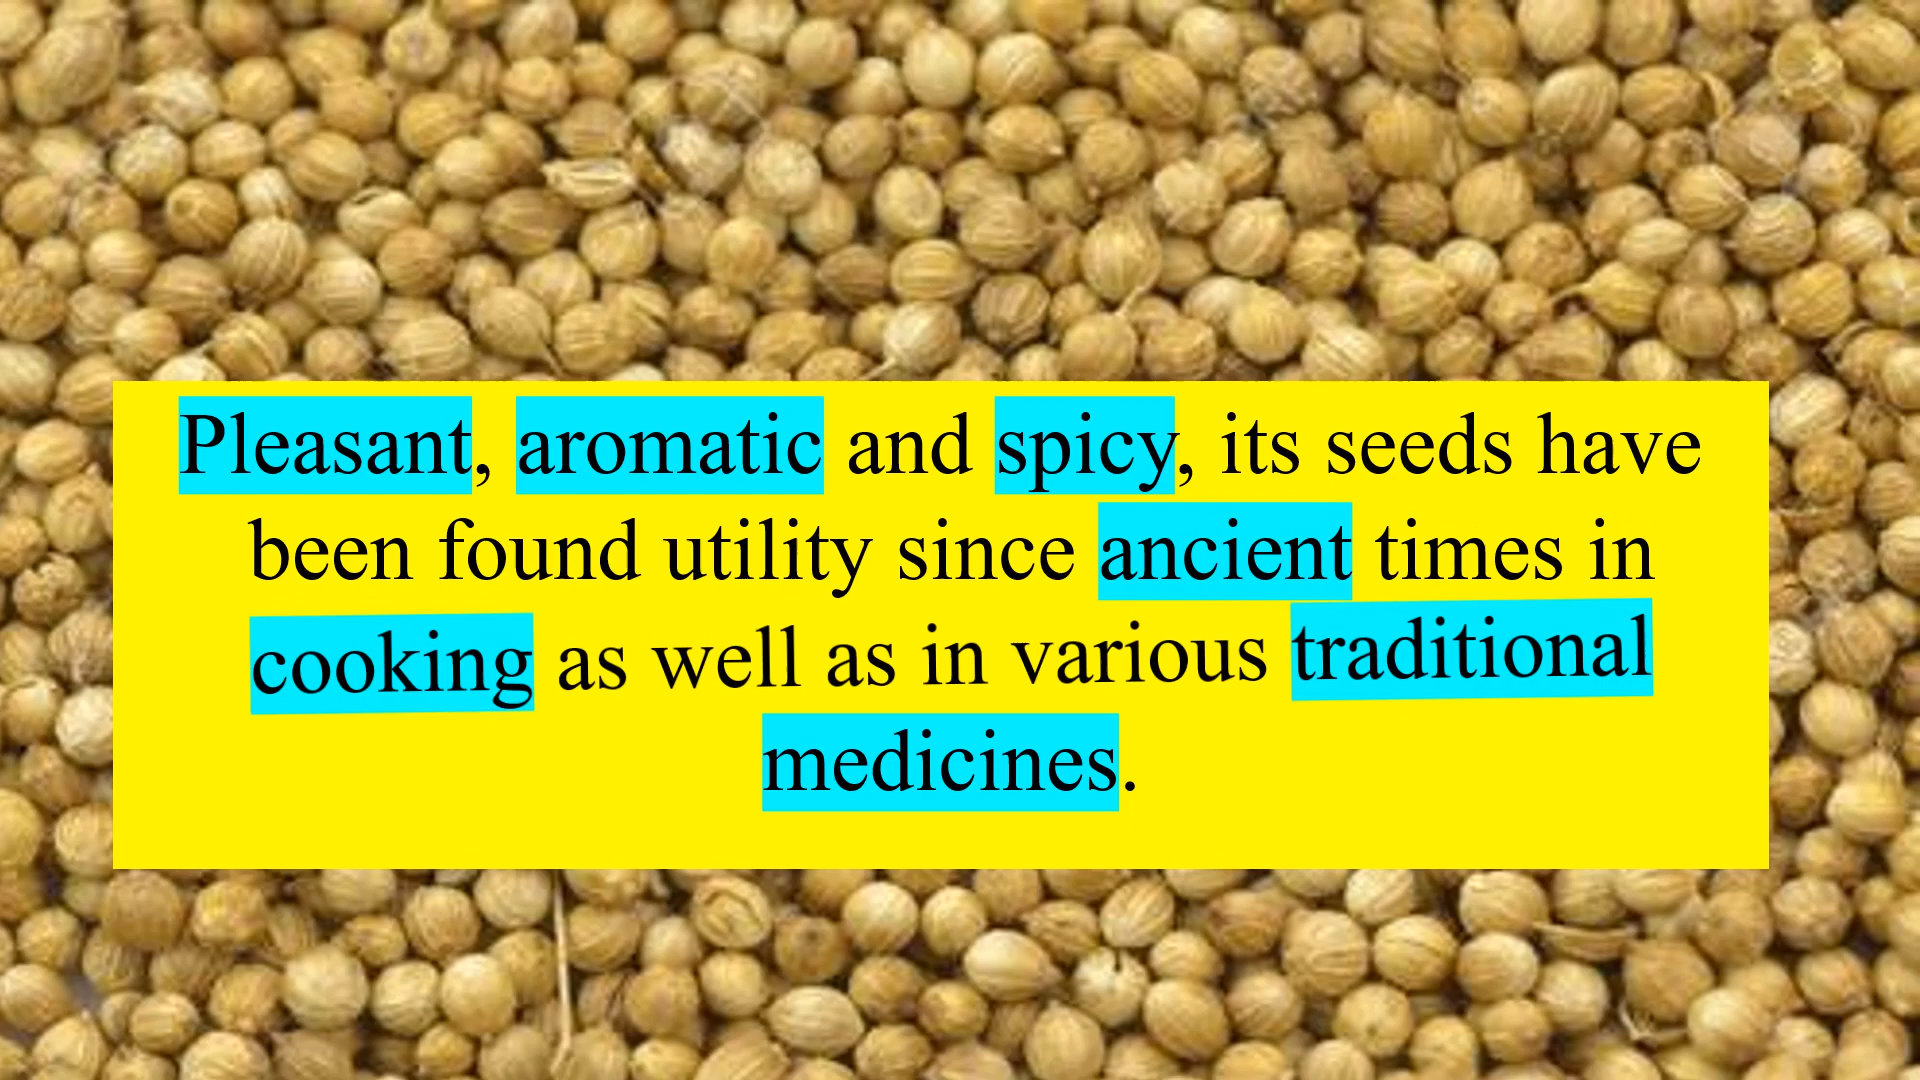 Pleasant, aromatic and spicy, its seeds have
been found utility since ancient times in
cooking as well as in various traditional
medicines.